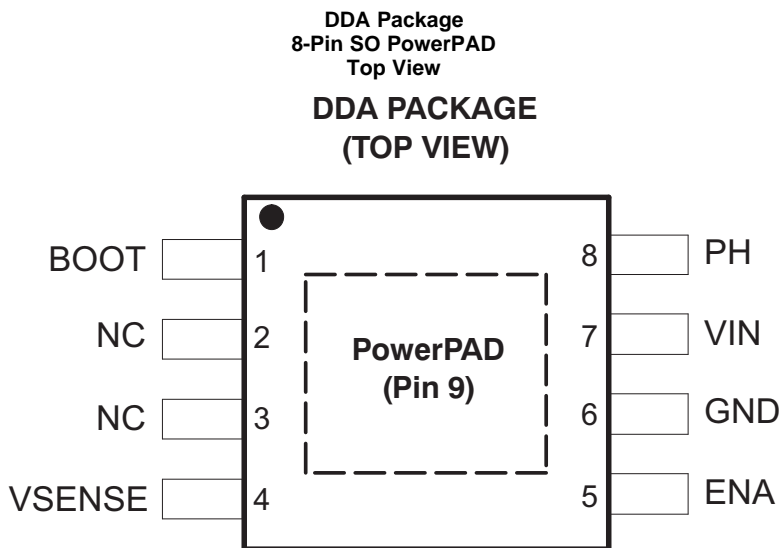 DDA Package
8-Pin SO PowerPAD
Top View
DDA PACKAGE
(TOP VIEW)
BOOT 1 8 PH
NC 2 7 VIN
PowerPAD
(Pin 9)
NC 3 6 GND
VSENSE 4 5 ENA